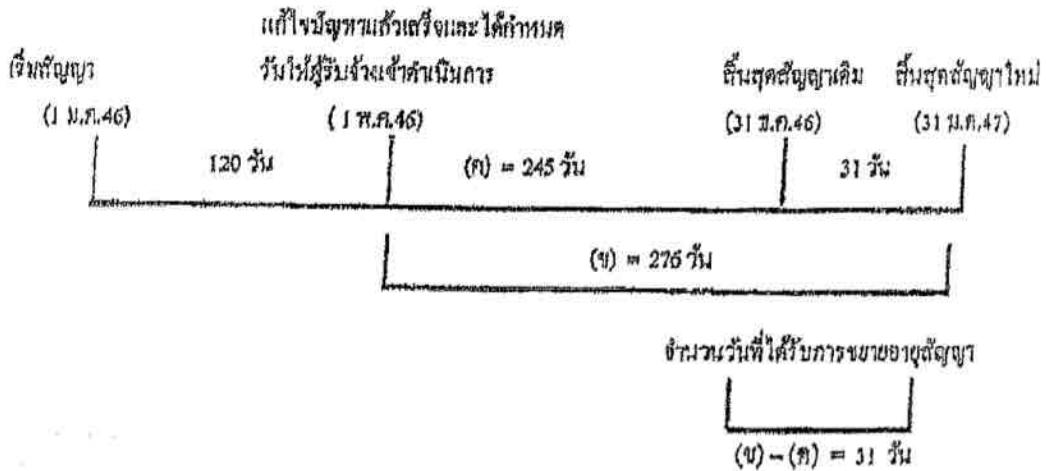 แก้ไขปัญหาแล้วเสร็จและได้กำหนด
วันให้ผู้รับจ้างเข้าดำเนินการ
เริ่มสัญญา
สิ้นสุดสัญญาเดิม
สิ้นสุดสัญญาใหม่
(1 ม.ค.46)
(1 พ.ค.46)
(31 ธ.ค.46)
(31 ม.ค.47)
120 วัน
(ค) = 245 วัน
31 วัน
(ข) = 276 วัน
จำนวนวันที่ได้รับการขยายอายุสัญญา
(ข) – (ค) = 31 วัน